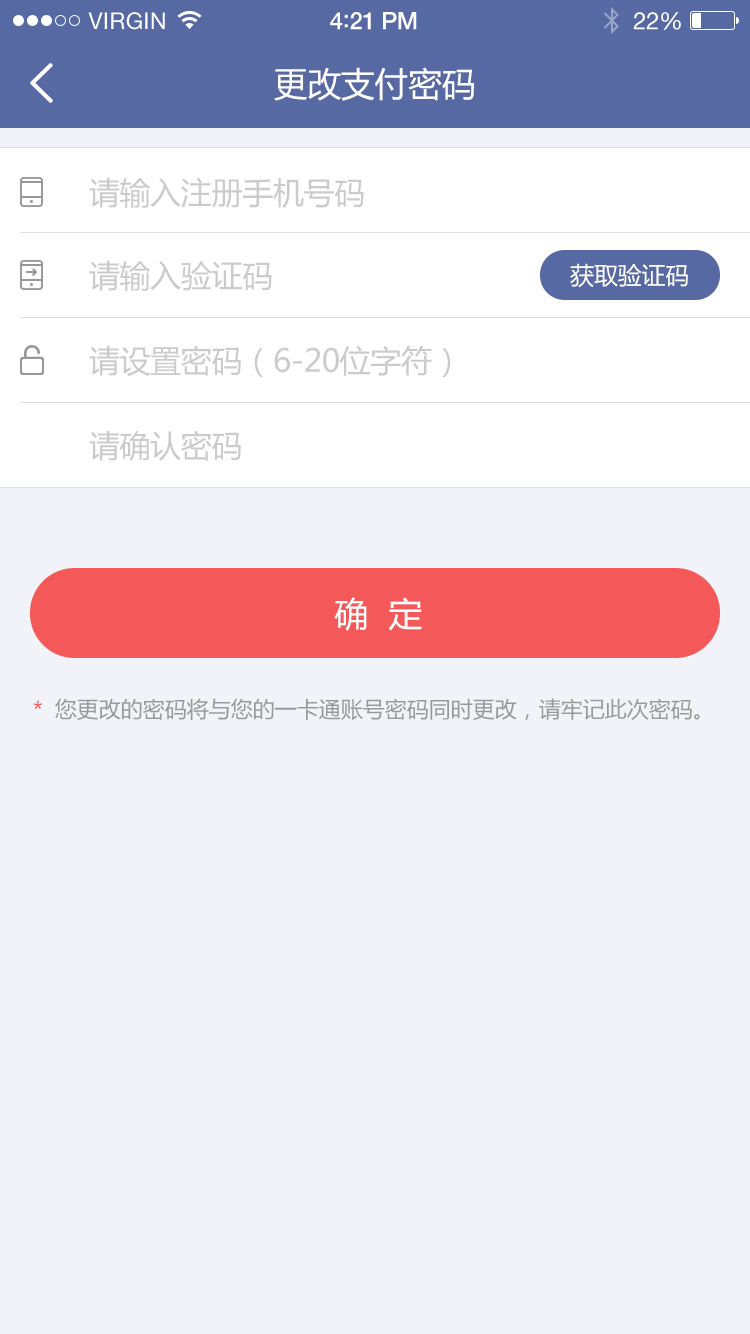 VIRGIN 4:21 PM 22%
更改支付密码
请输入注册手机号码
请输入验证码 获取验证码
请设置密码（6-20位字符）
请确认密码
确 定
* 您更改的密码将与您的一卡通账号密码同时更改，请牢记此次密码。